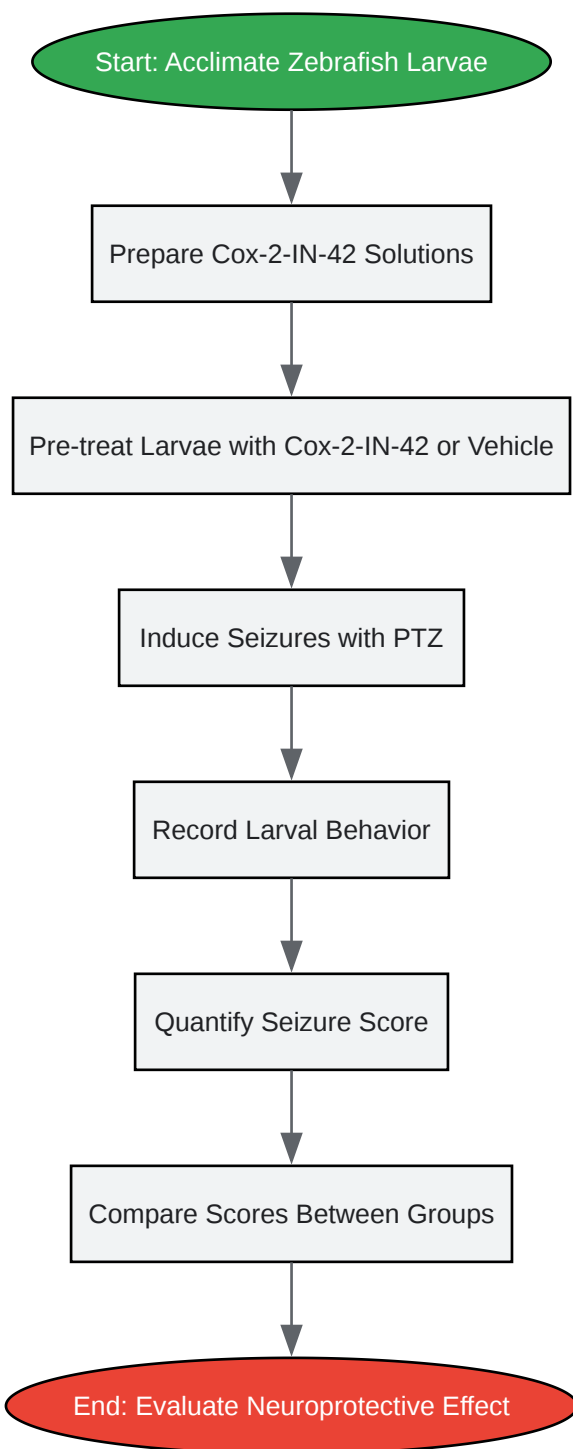 Start: Acclimate Zebrafish Larvae
Prepare Cox-2-IN-42 Solutions
Pre-treat Larvae with Cox-2-IN-42 or Vehicle
Induce Seizures with PTZ
Record Larval Behavior
Quantify Seizure Score
Compare Scores Between Groups
End: Evaluate Neuroprotective Effect